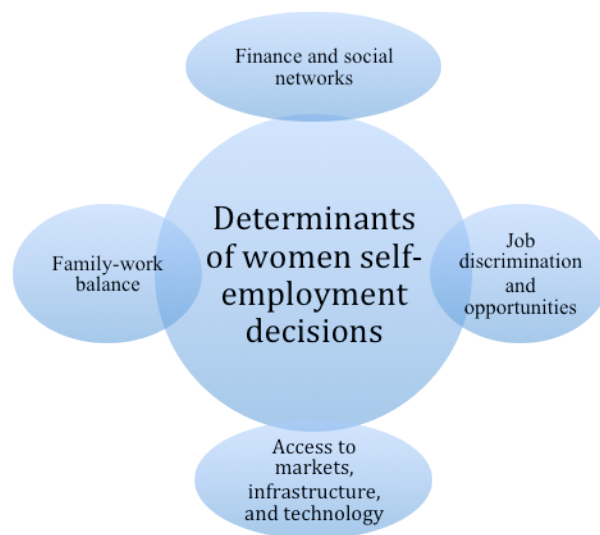 Finance and social
networks
Determinants
of women self-
employment
decisions
Family-work
balance
Job
discrimination
and
opportunities
Access to
markets,
infrastructure,
and technology